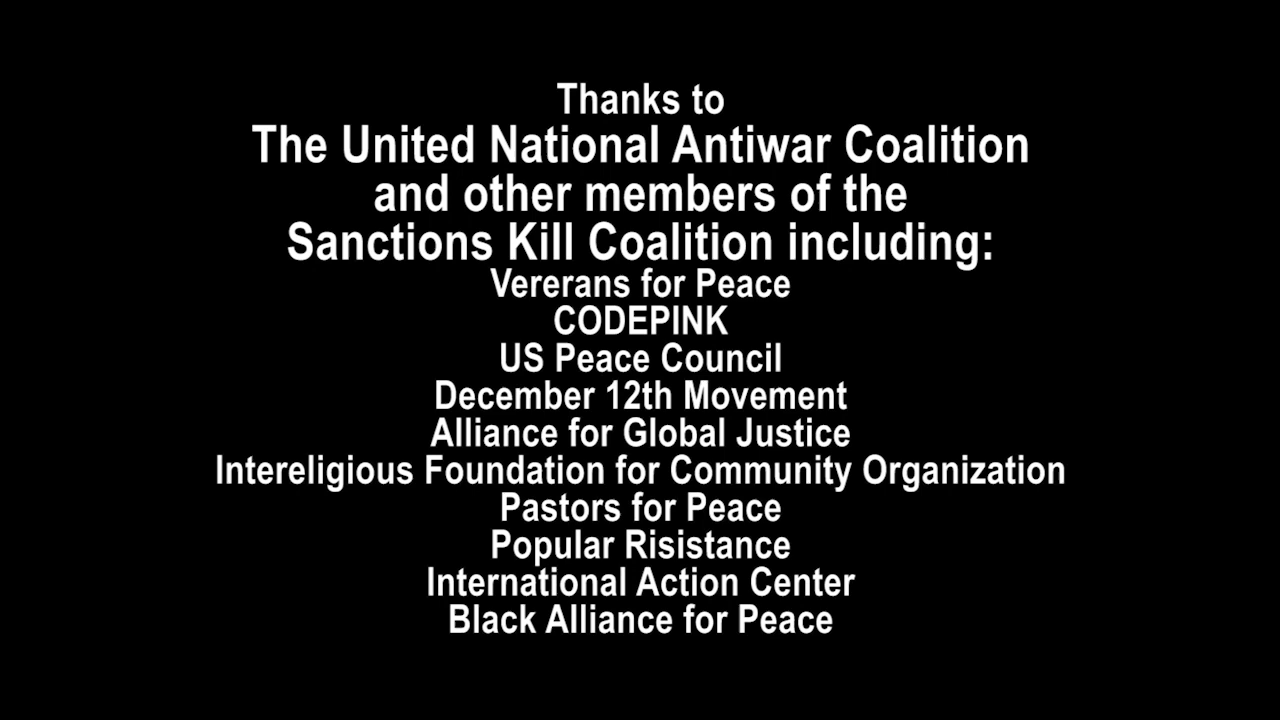 Thanks to
The United National Antiwar Coalition
and other members of the
Sanctions Kill Coalition including:
Vererans for Peace
CODEPINK
US Peace Council
December 12th Movement
Alliance for Global Justice
Intereligious Foundation for Community Organization
Pastors for Peace
Popular Risistance
International Action Center
Black Alliance for Peace